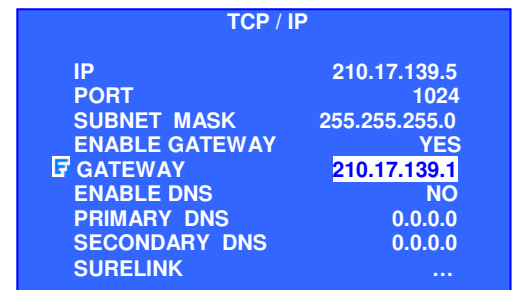 TCP / IP
IP 210.17.139.5
PORT 1024
SUBNET MASK 255.255.255.0
ENABLE GATEWAY YES
GATEWAY 210.17.139.1
ENABLE DNS NO
PRIMARY DNS 0.0.0.0
SECONDARY DNS 0.0.0.0
SURELINK ...